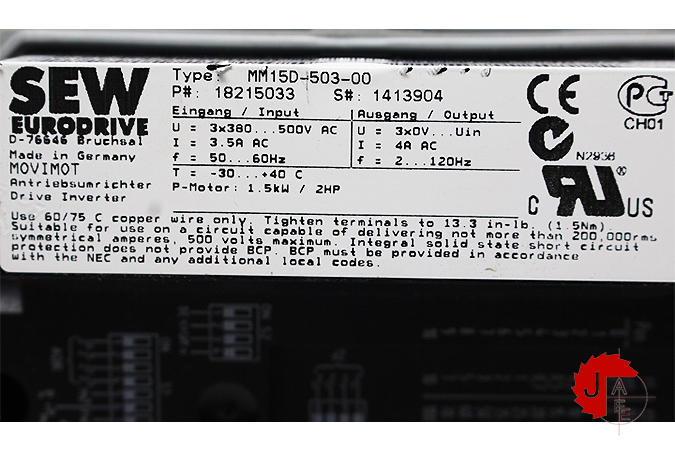 SEW
EURODRIVE
D-76646 Bruchsal
Made in Germany
MOVIMOT
Antriebsumrichter
Drive Inverter
Type: MM15D-503-00
P#: 18215033 S#: 1413904
Eingang / Input
U = 3x380...500V AC
I = 3.5A AC
f = 50...60Hz
T = -30...+40 C
P-Motor: 1.5kW / 2HP
Ausgang / Output
U = 3x0V...Uin
I = 4A AC
f = 2...120Hz
CE
PCT
CH01
N2936
C UR US
Use 60/75 C copper wire only. Tighten terminals to 13.3 in-lb. (1.5Nm)
Suitable for use on a circuit capable of delivering not more than 200,000rms
symmetrical amperes, 500 volts maximum. Integral solid state short circuit
protection does not provide BCP. BCP must be provided in accordance
with the NEC and any additional local codes.
J